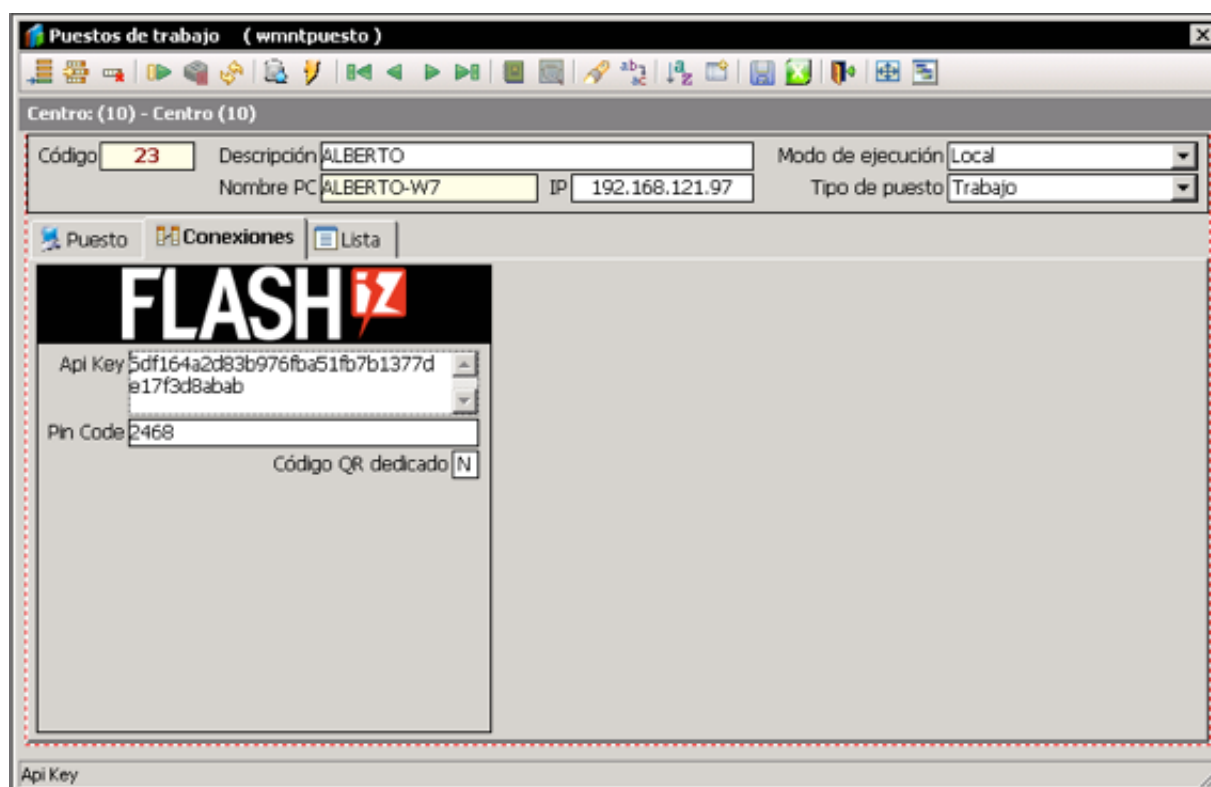 Puestos de trabajo ( wmntpuesto )
Centro: (10) - Centro (10)
Código 23 Descripción ALBERTO Modo de ejecución Local
Nombre PC ALBERTO-W7 IP 192.168.121.97 Tipo de puesto Trabajo
Puesto Conexiones Lista
FLASH iZ
Api Key 5df164a2d83b976fba51fb7b1377d
e17f3d8abab
Pin Code 2468
Código QR dedicado N
Api Key